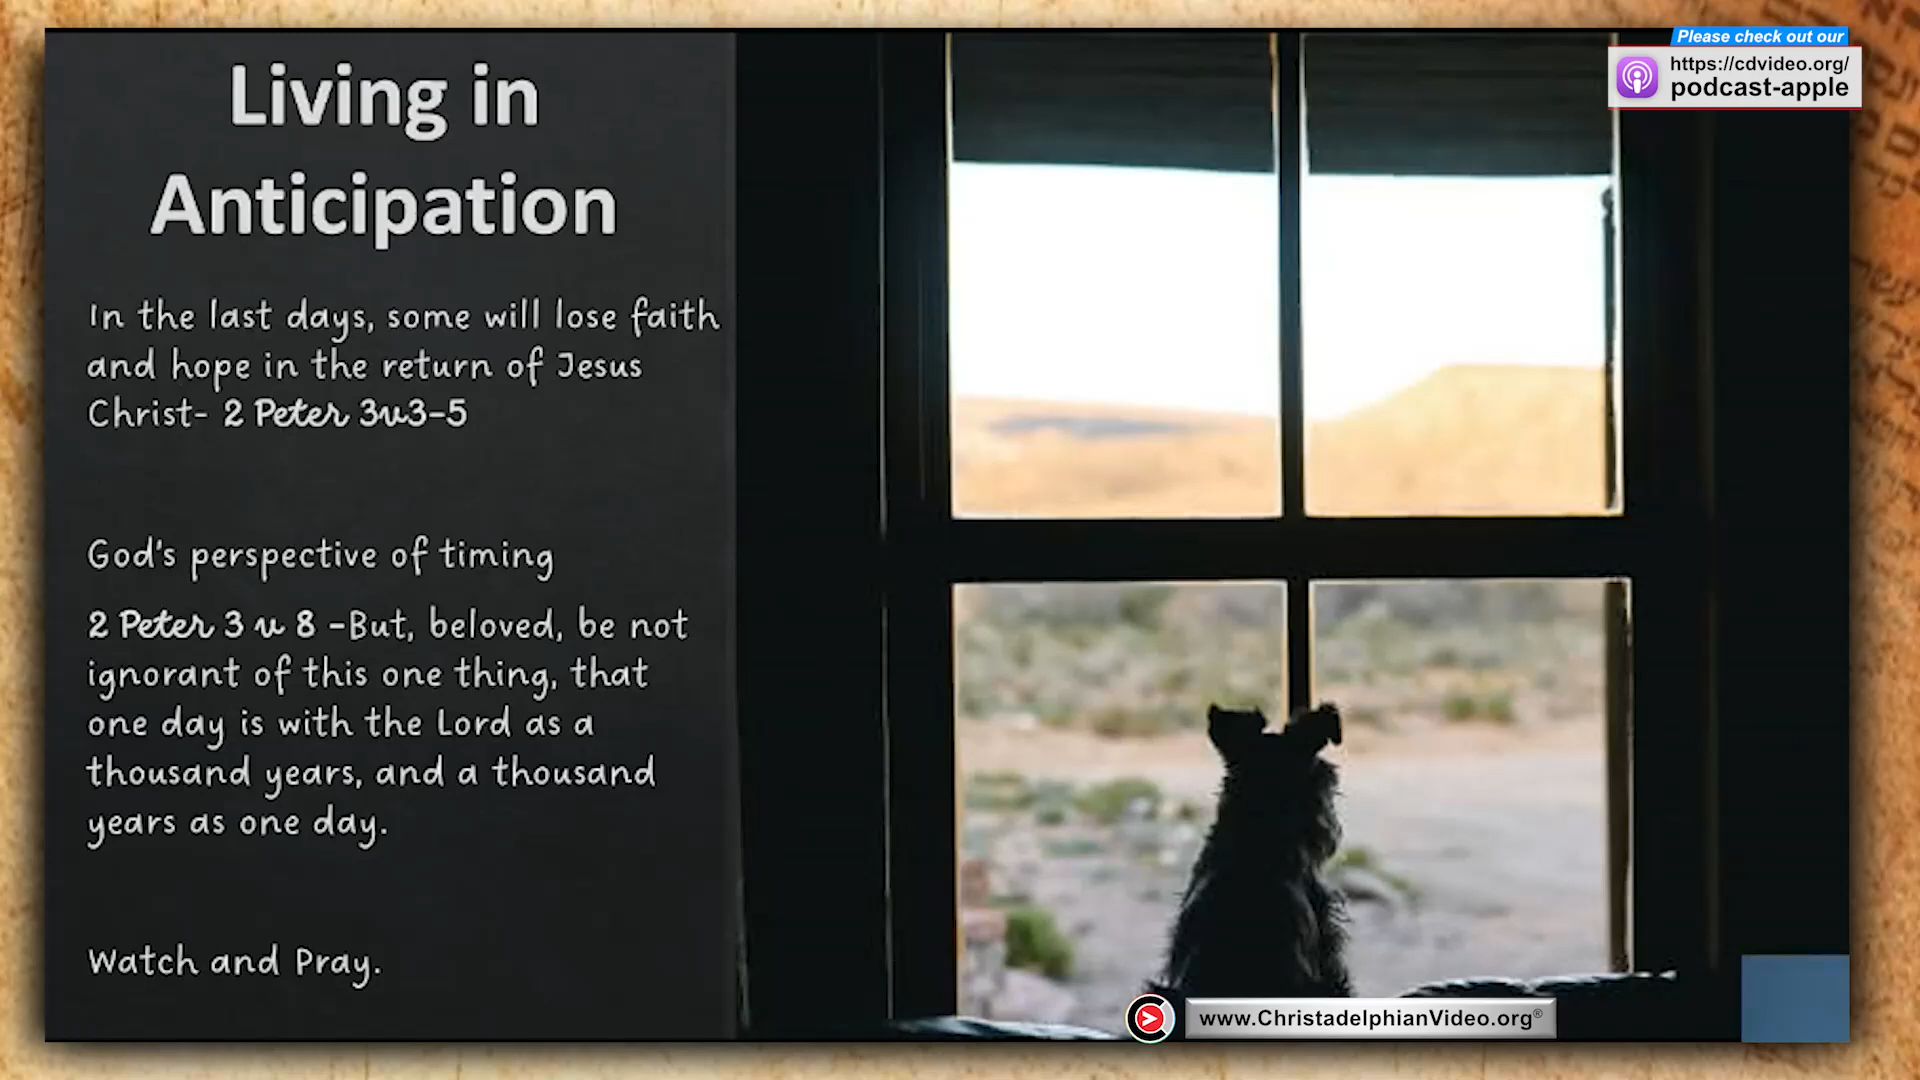 Please check out our
https://cdvideo.org/
podcast-apple
Living in
Anticipation
In the last days, some will lose faith
and hope in the return of Jesus
Christ- 2 Peter 3v3-5
God's perspective of timing
2 Peter 3 v 8 -But, beloved, be not
ignorant of this one thing, that
one day is with the Lord as a
thousand years, and a thousand
years as one day.
Watch and Pray.
www.ChristadelphianVideo.org®